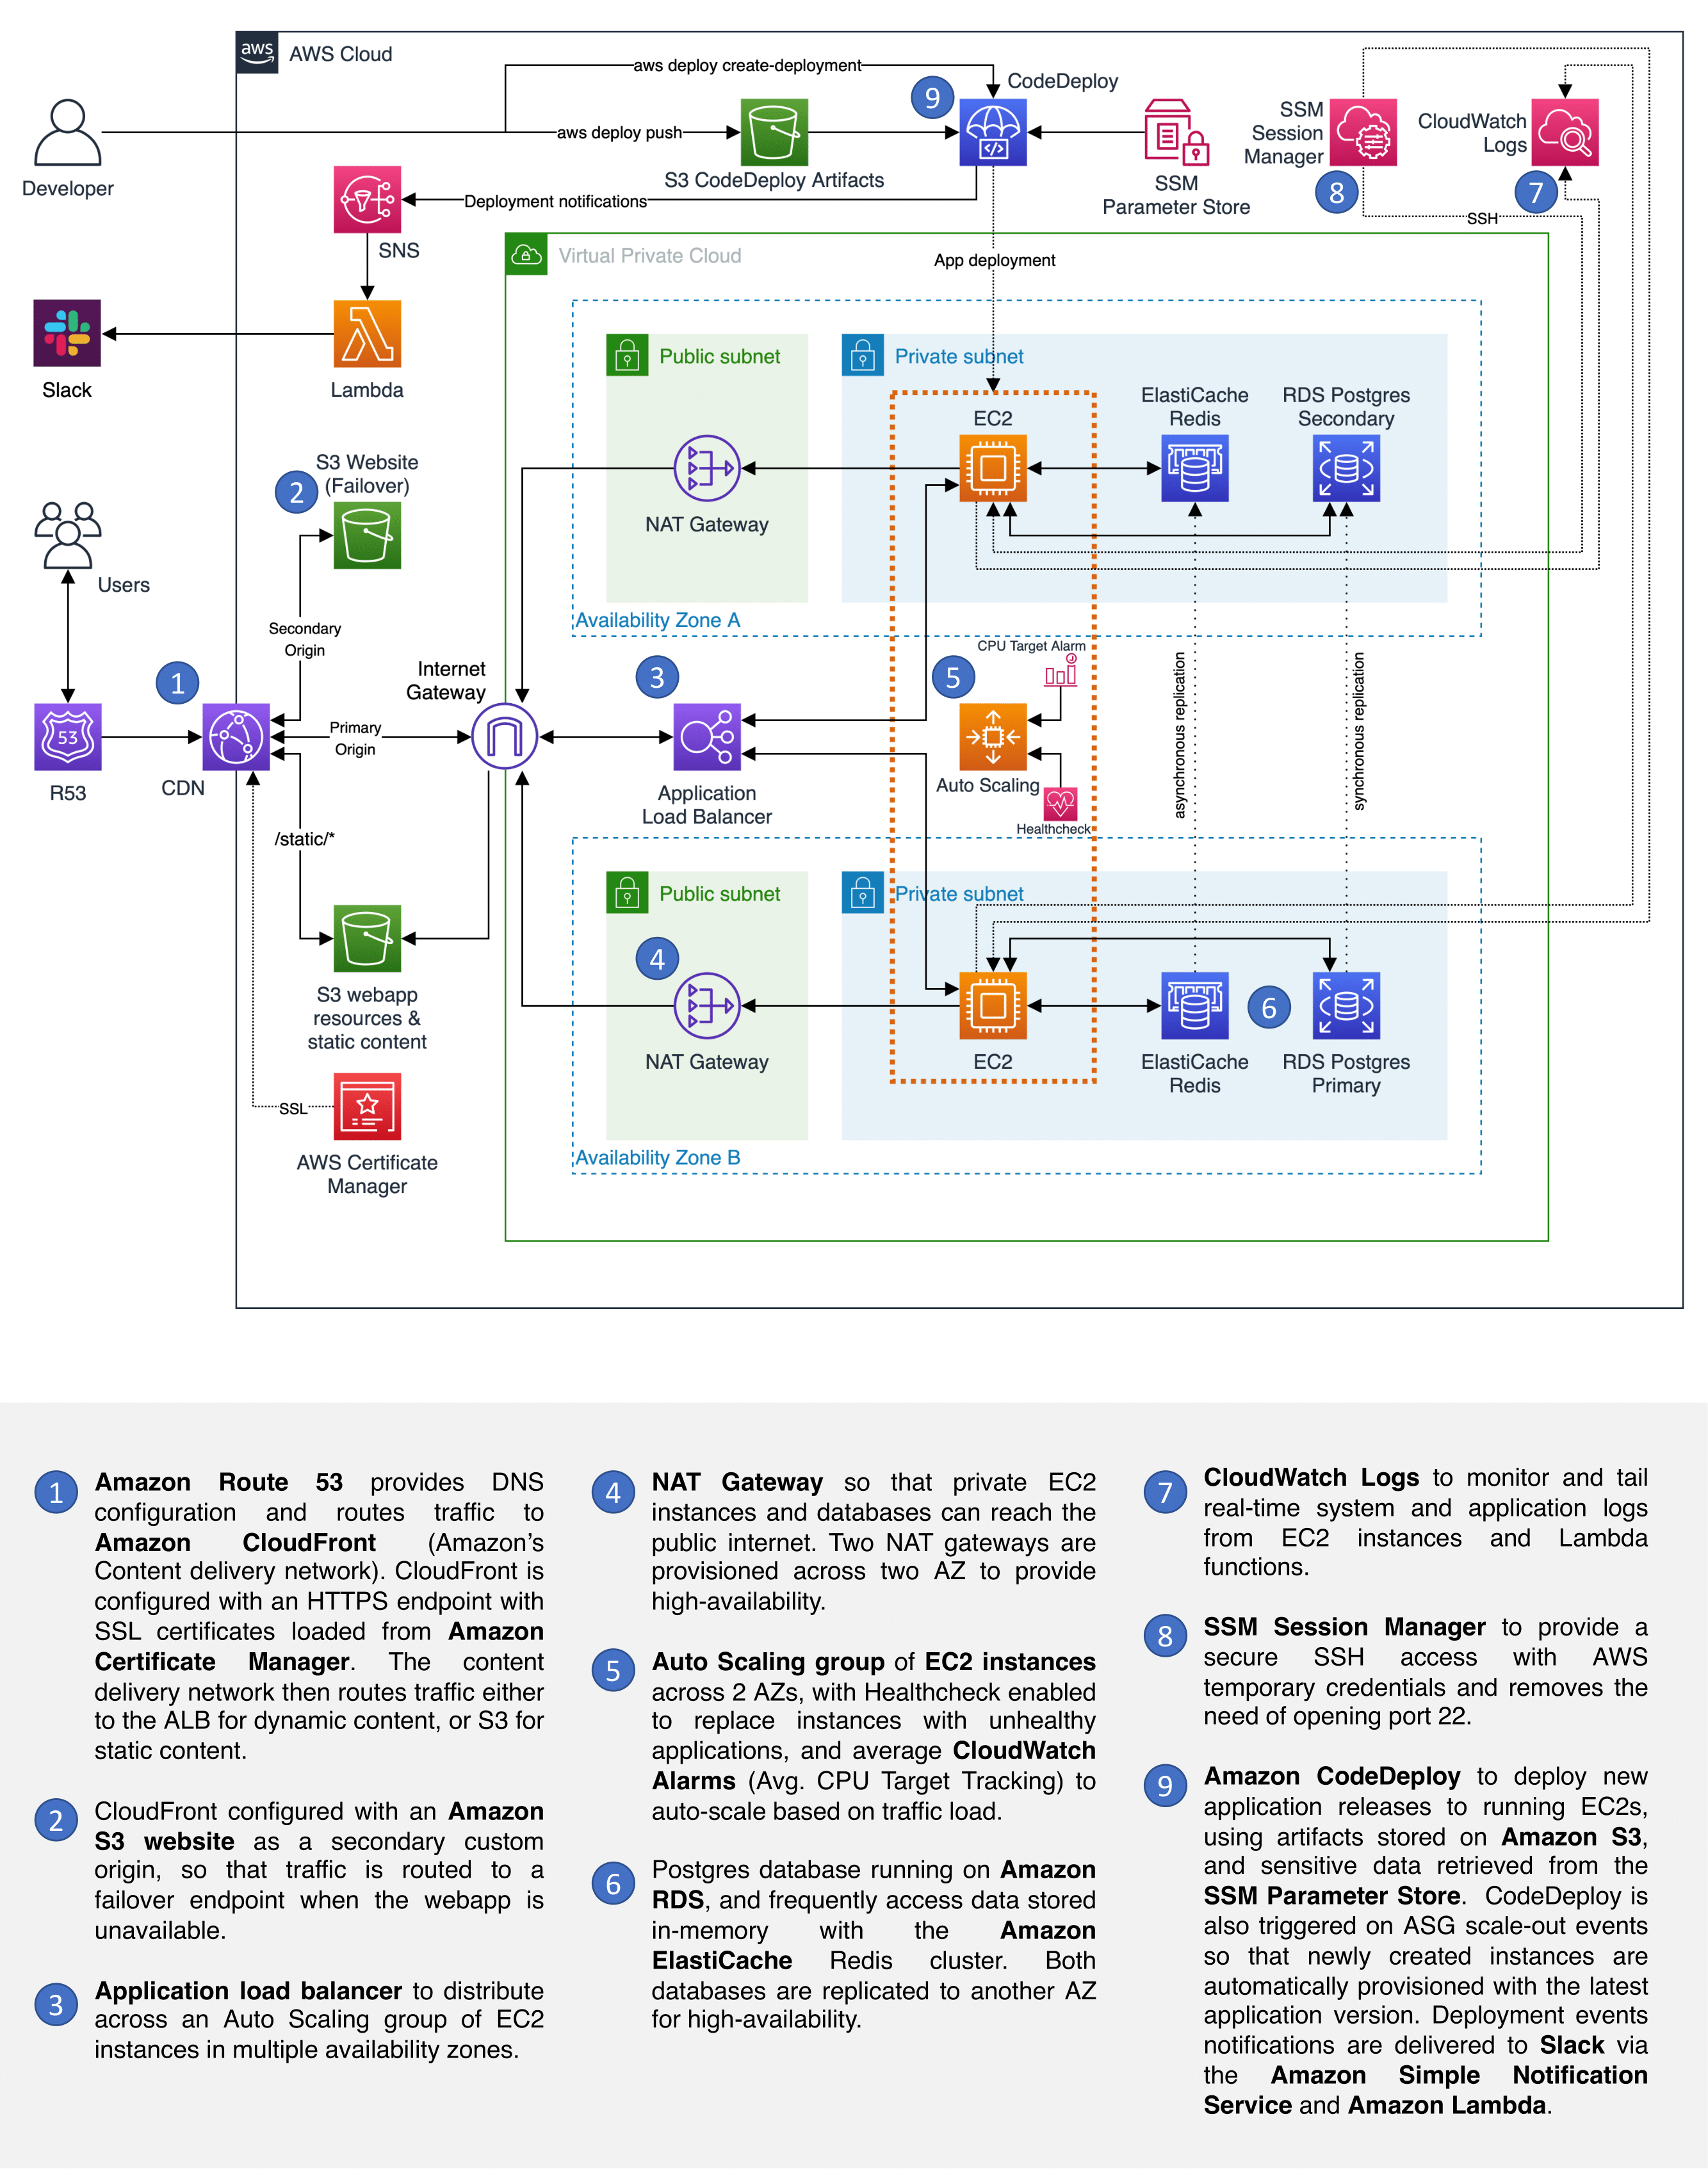 aws
AWS Cloud
aws deploy create-deployment
CodeDeploy
9
Developer
aws deploy push
S3 CodeDeploy Artifacts
SSM
Parameter Store
SSM
Session
Manager
8
CloudWatch
Logs
7
SSH
Deployment notifications
SNS
Slack
Lambda
Virtual Private Cloud
App deployment
Public subnet
Private subnet
EC2
ElastiCache
Redis
RDS Postgres
Secondary
NAT Gateway
Availability Zone A
S3 Website
(Failover)
2
Users
Secondary
Origin
1
53
R53
CDN
Primary
Origin
Internet
Gateway
3
Application
Load Balancer
5
CPU Target Alarm
Auto Scaling
Healthcheck
asynchronous replication
synchronous replication
/static/*
S3 webapp
resources &
static content
SSL
AWS Certificate
Manager
Public subnet
Private subnet
4
NAT Gateway
EC2
ElastiCache
Redis
6
RDS Postgres
Primary
Availability Zone B
1
Amazon Route 53 provides DNS
configuration and routes traffic to
Amazon CloudFront (Amazon's
Content delivery network). CloudFront is
configured with an HTTPS endpoint with
SSL certificates loaded from Amazon
Certificate Manager. The content
delivery network then routes traffic either
to the ALB for dynamic content, or S3 for
static content.
2
CloudFront configured with an Amazon
S3 website as a secondary custom
origin, so that traffic is routed to a
failover endpoint when the webapp is
unavailable.
3
Application load balancer to distribute
across an Auto Scaling group of EC2
instances in multiple availability zones.
4
NAT Gateway so that private EC2
instances and databases can reach the
public internet. Two NAT gateways are
provisioned across two AZ to provide
high-availability.
5
Auto Scaling group of EC2 instances
across 2 AZs, with Healthcheck enabled
to replace instances with unhealthy
applications, and average CloudWatch
Alarms (Avg. CPU Target Tracking) to
auto-scale based on traffic load.
6
Postgres database running on Amazon
RDS, and frequently access data stored
in-memory with the Amazon
ElastiCache Redis cluster. Both
databases are replicated to another AZ
for high-availability.
7
CloudWatch Logs to monitor and tail
real-time system and application logs
from EC2 instances and Lambda
functions.
8
SSM Session Manager to provide a
secure SSH access with AWS
temporary credentials and removes the
need of opening port 22.
9
Amazon CodeDeploy to deploy new
application releases to running EC2s,
using artifacts stored on Amazon S3,
and sensitive data retrieved from the
SSM Parameter Store. CodeDeploy is
also triggered on ASG scale-out events
so that newly created instances are
automatically provisioned with the latest
application version. Deployment events
notifications are delivered to Slack via
the Amazon Simple Notification
Service and Amazon Lambda.